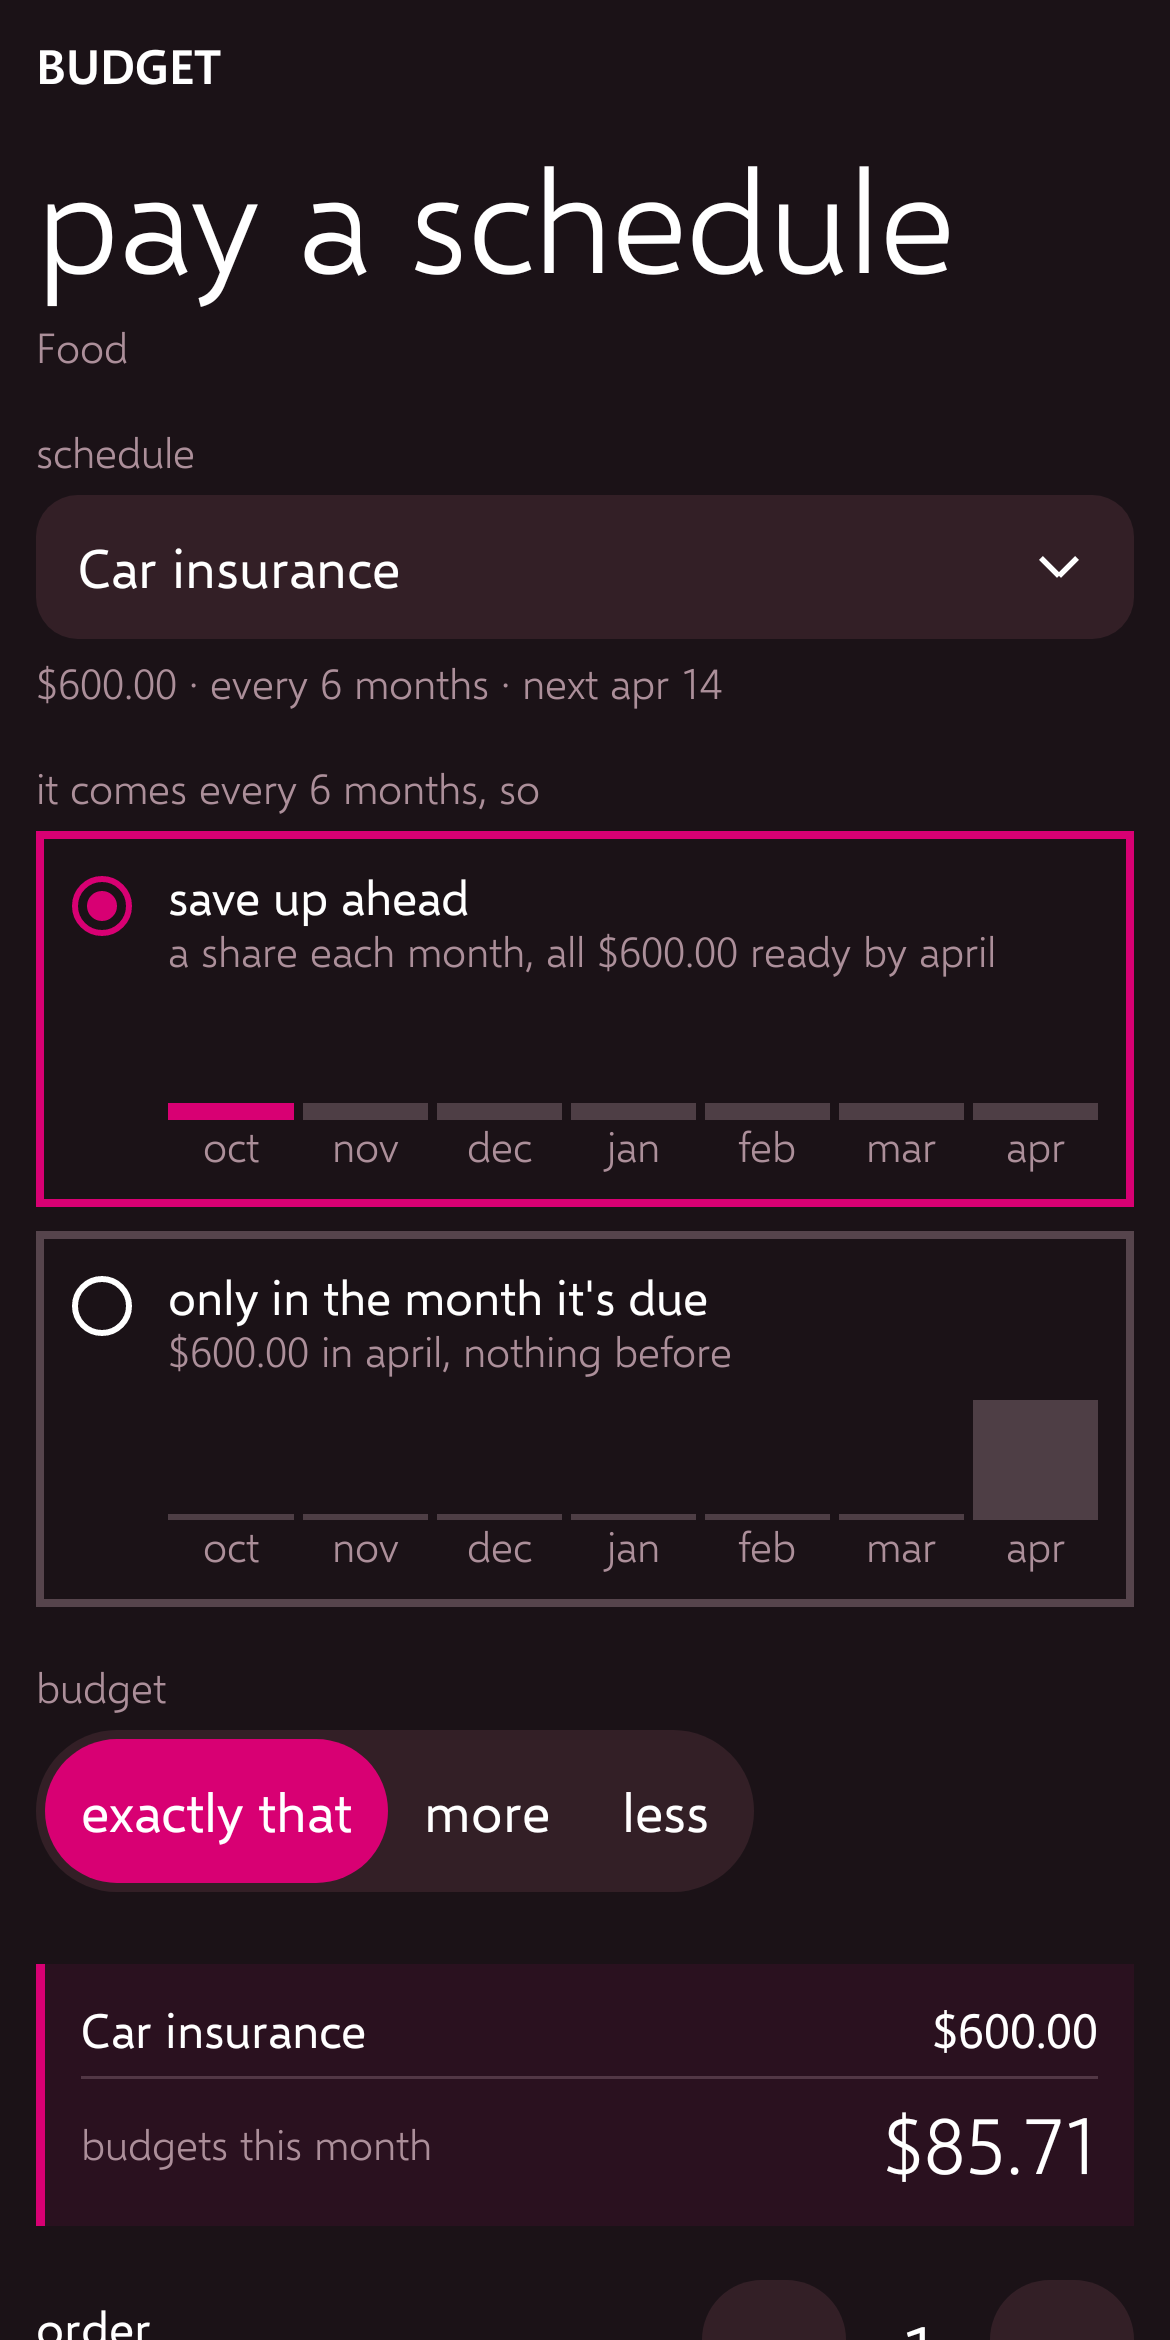 BUDGET
pay a schedule
Food
schedule
Car insurance
$600.00 · every 6 months · next apr 14
it comes every 6 months, so
save up ahead
a share each month, all $600.00 ready by april
oct nov dec jan feb mar apr
only in the month it's due
$600.00 in april, nothing before
oct nov dec jan feb mar apr
budget
exactly that more less
Car insurance $600.00
budgets this month $85.71
order 1